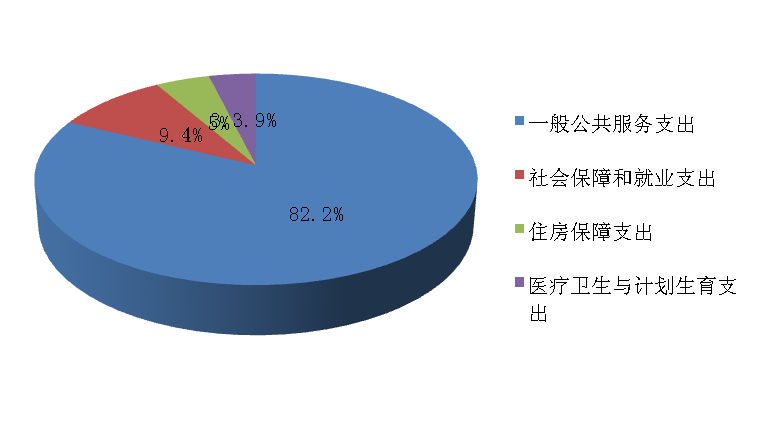 3.9%
9.4%
82.2%
一般公共服务支出
社会保障和就业支出
住房保障支出
医疗卫生与计划生育支
出